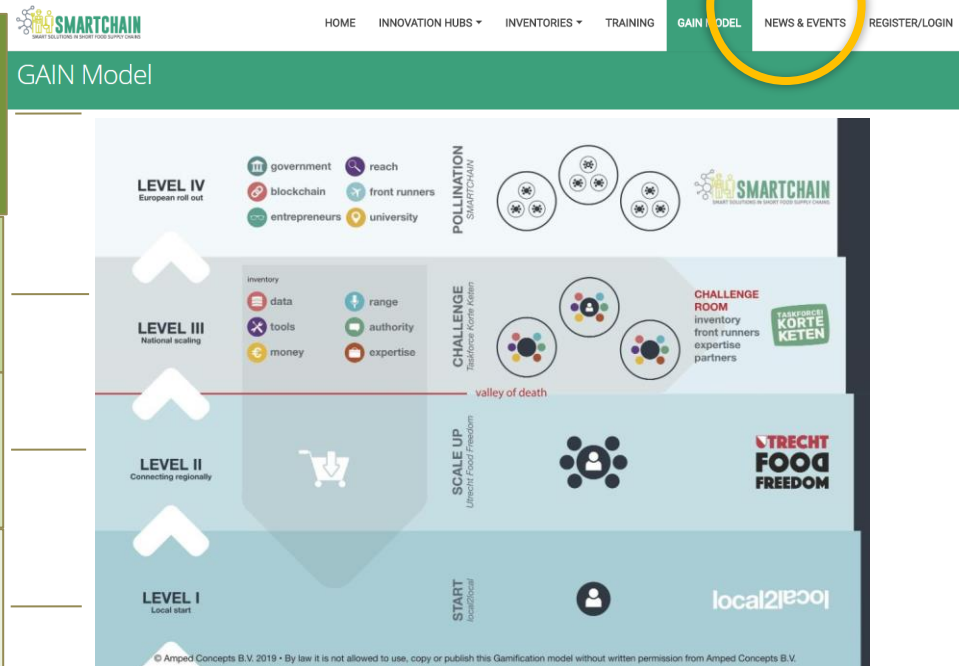 SMARTCHAIN
SMART SOLUTIONS IN SHORT FOOD SUPPLY CHAINS
HOME INNOVATION HUBS INVENTORIES TRAINING GAIN MODEL NEWS & EVENTS REGISTER/LOGIN
GAIN Model
LEVEL IV
European roll out
government
reach
blockchain
front runners
entrepreneurs
university
POLLINATION
SMARTCHAIN
SMARTCHAIN
SMART SOLUTIONS IN SHORT FOOD SUPPLY CHAINS
LEVEL III
National scaling
inventory
data
range
tools
authority
money
expertise
CHALLENGE
Taskforce Korte Keten
CHALLENGE
ROOM
inventory
front runners
expertise
partners
TASKFORCE!
KORTE
KETEN
valley of death
LEVEL II
Connecting regionally
SCALE UP
Utrecht Food Freedom
UTRECHT
FOOD
FREEDOM
LEVEL I
Local start
START
local2local
local2local
© Amped Concepts B.V. 2019 • By law it is not allowed to use, copy or publish this Gamification model without written permission from Amped Concepts B.V.